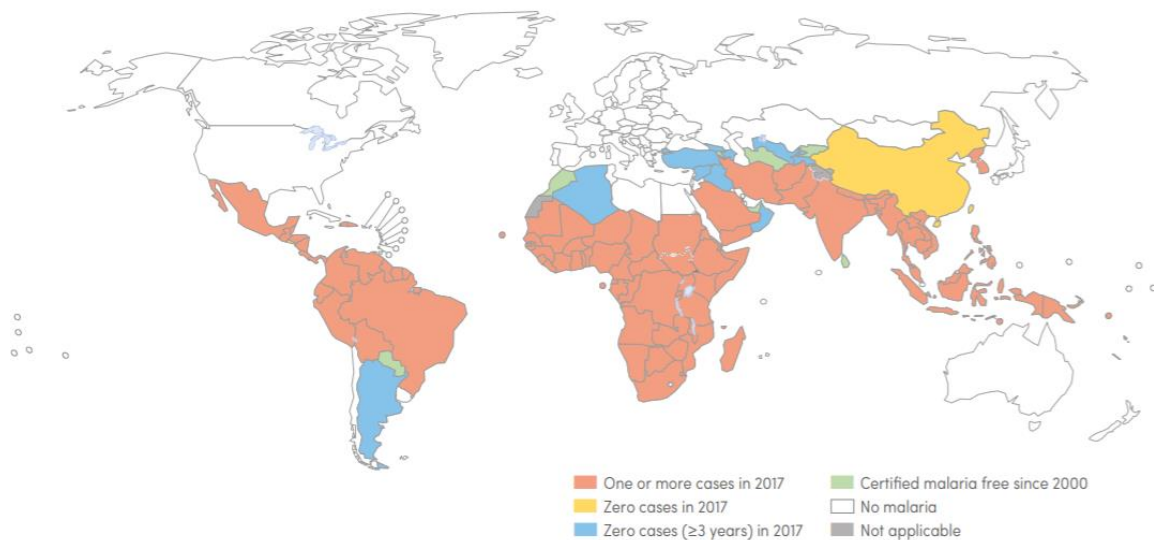 One or more cases in 2017
Zero cases in 2017
Zero cases (≥3 years) in 2017
Certified malaria free since 2000
No malaria
Not applicable